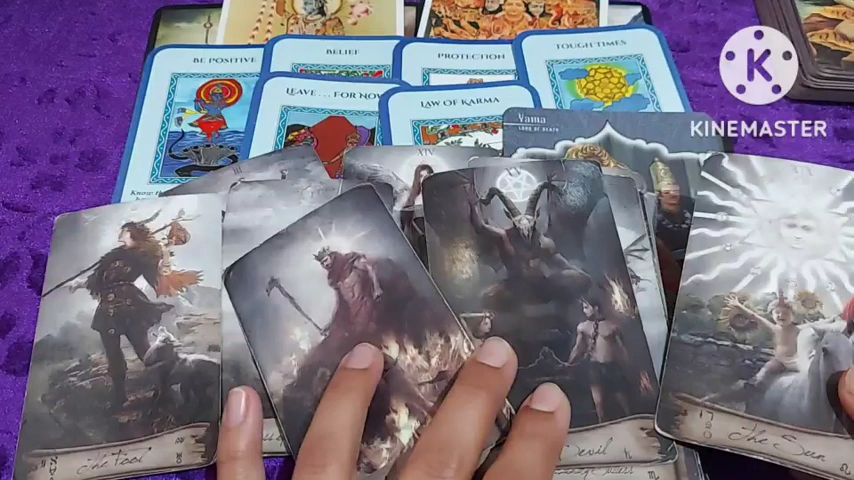 BE POSITIVE
BELIEF
PROTECTION
TOUGH TIMES
LEAVE...FOR NOW
LAW OF KARMA
Yama
LORD OF DEATH
K
KINEMASTER
XIV
The Fool
Devil
The Sun